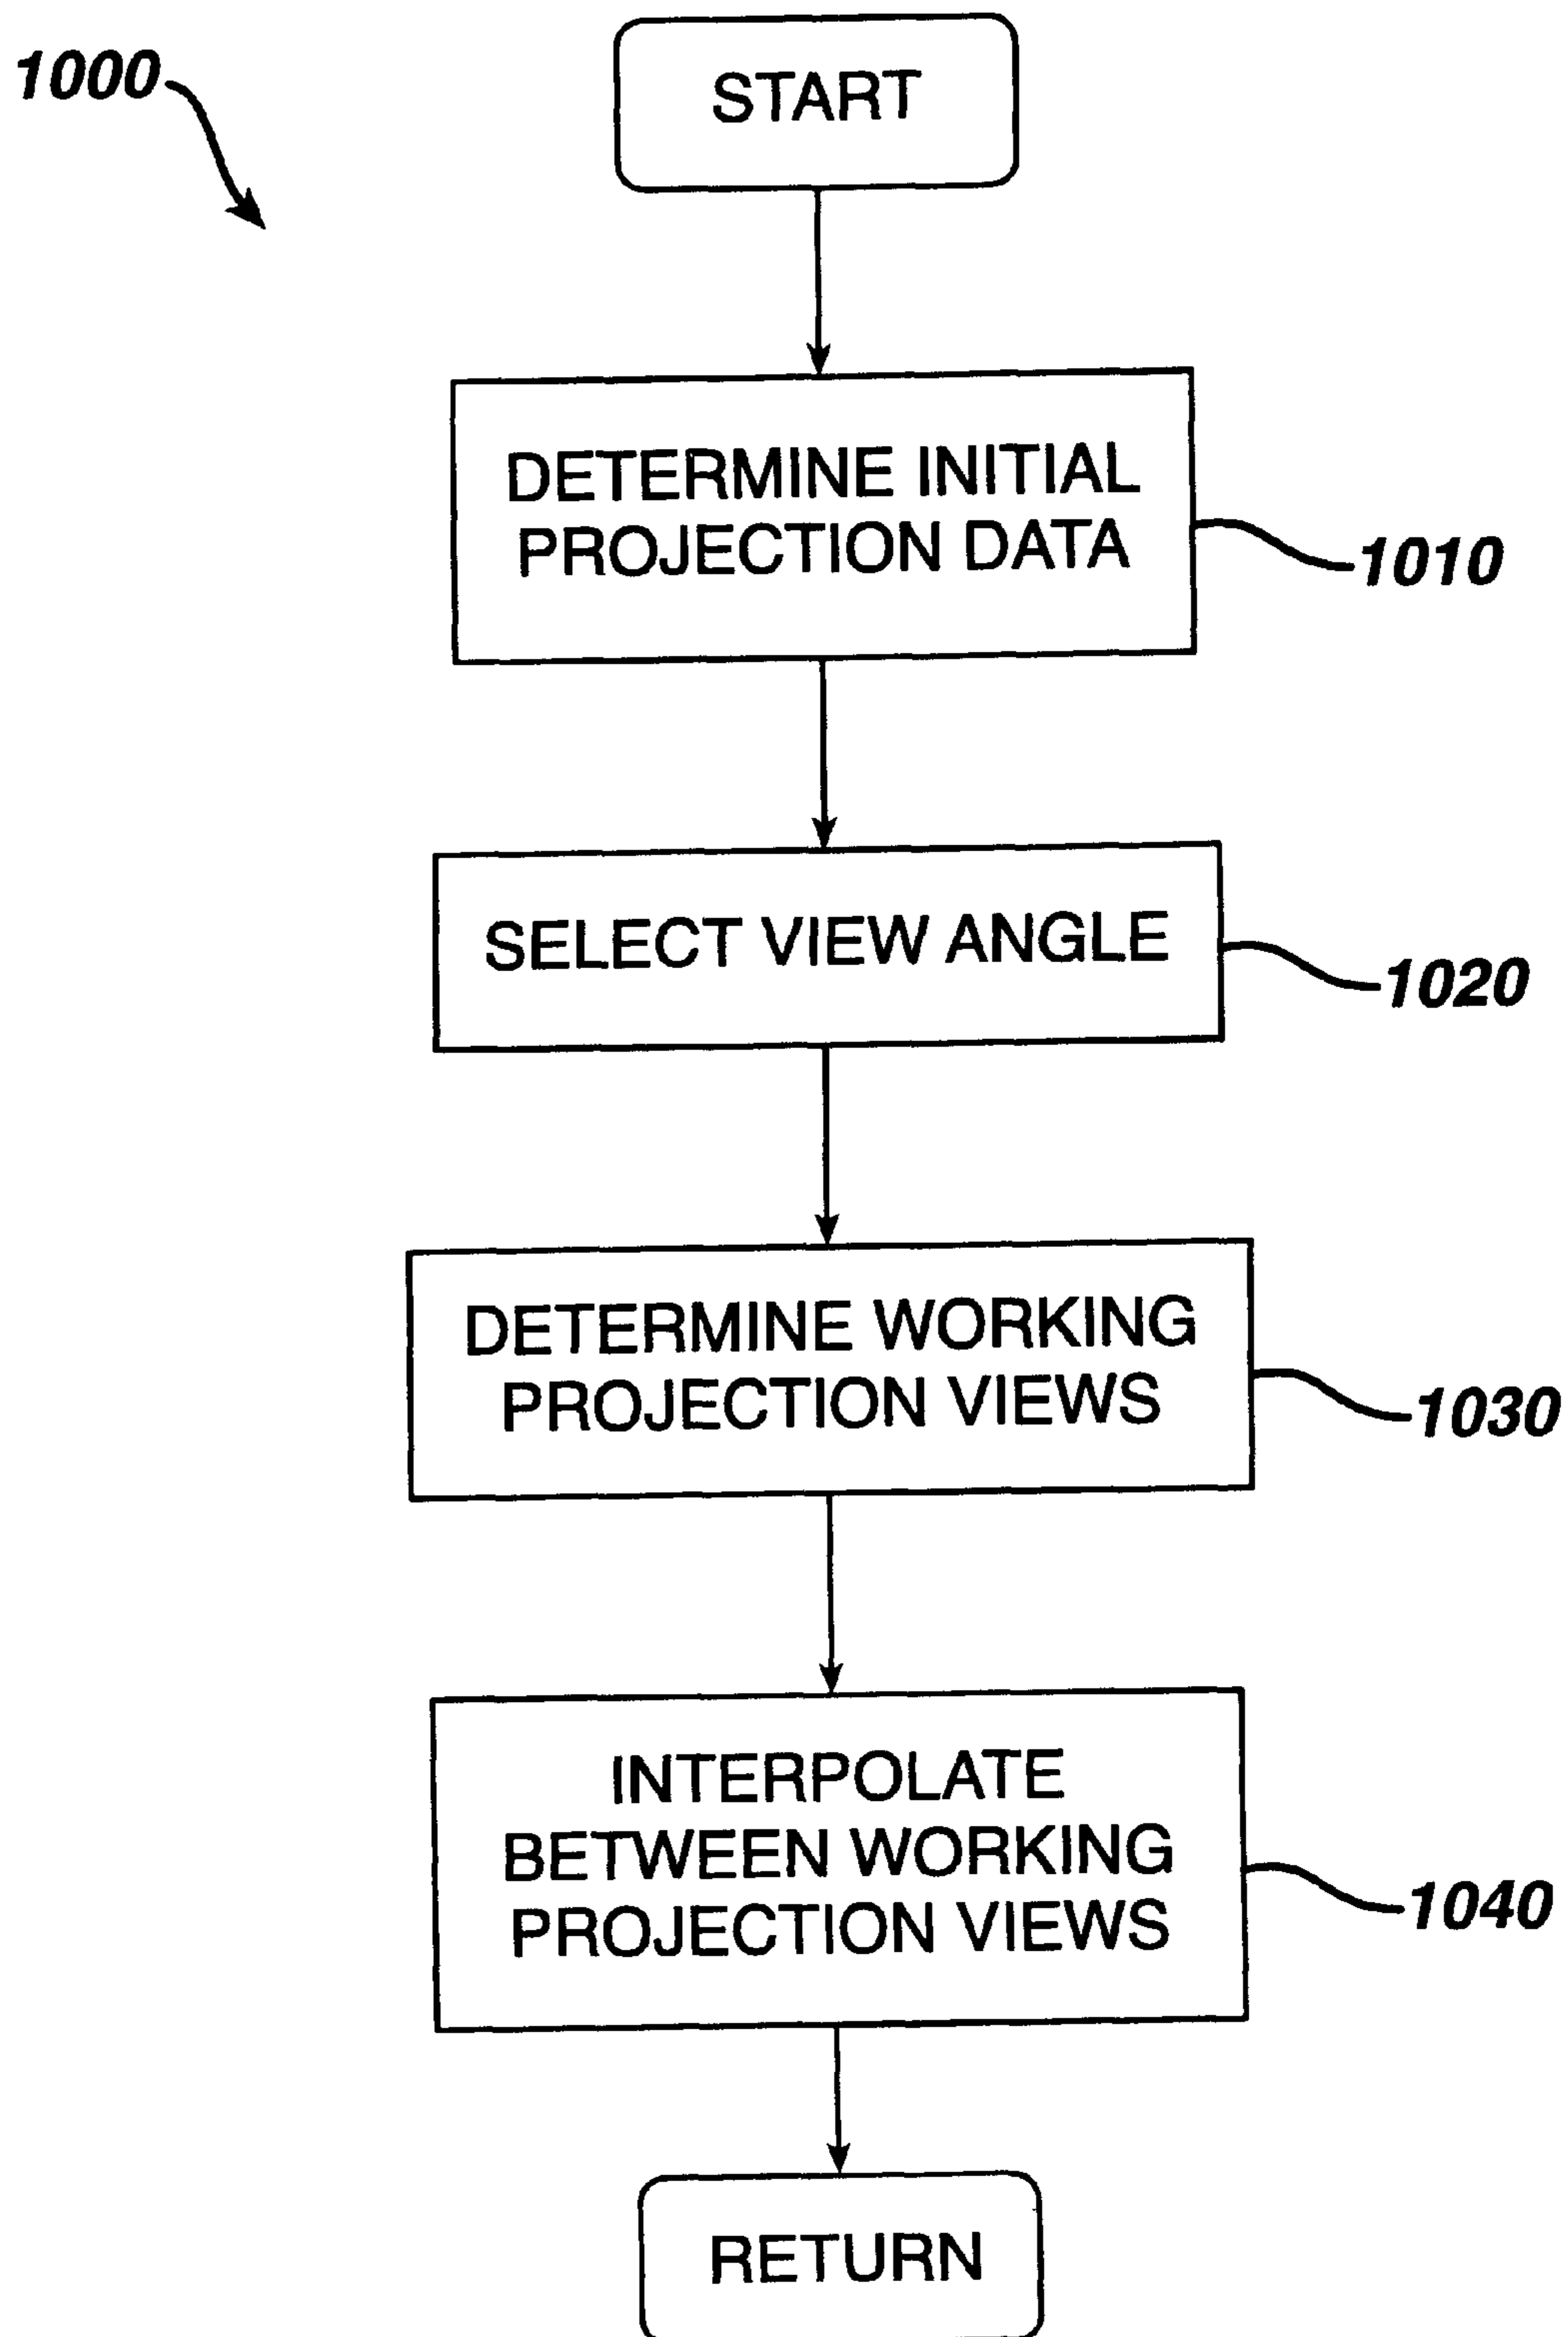 1000
START
DETERMINE INITIAL
PROJECTION DATA
1010
SELECT VIEW ANGLE
1020
DETERMINE WORKING
PROJECTION VIEWS
1030
INTERPOLATE
BETWEEN WORKING
PROJECTION VIEWS
1040
RETURN